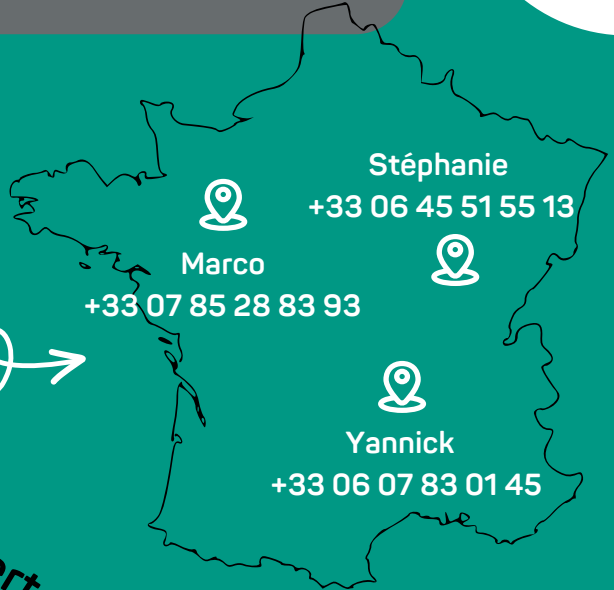 Stéphanie
+33 06 45 51 55 13
Marco
+33 07 85 28 83 93
Yannick
+33 06 07 83 01 45